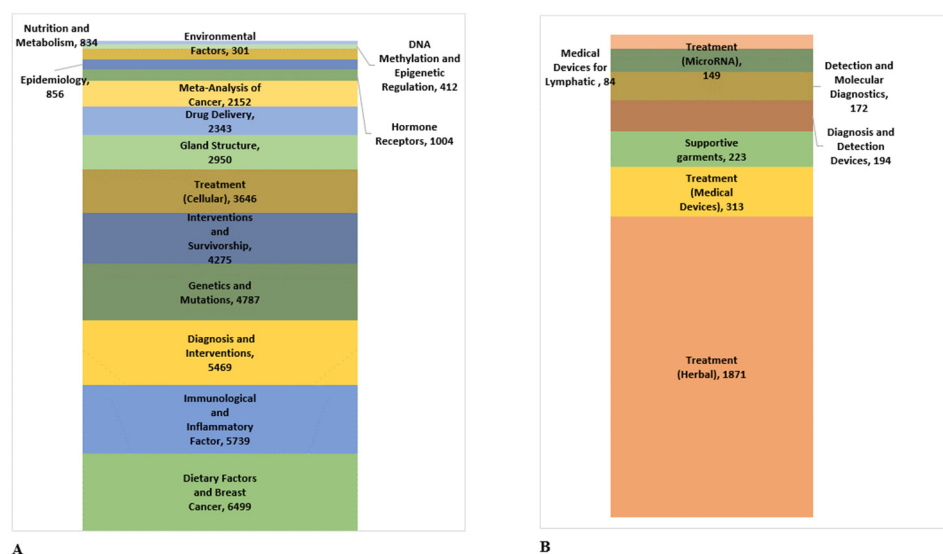 Nutrition and
Metabolism, 834
Epidemiology,
856
Environmental
Factors, 301
DNA
Methylation and
Epigenetic
Regulation, 412
Hormone
Receptors, 1004
Meta-Analysis of
Cancer, 2152
Drug Delivery,
2343
Gland Structure,
2950
Treatment
(Cellular), 3646
Interventions
and
Survivorship,
4275
Genetics and
Mutations, 4787
Diagnosis and
Interventions,
5469
Immunological
and
Inflammatory
Factor, 5739
Dietary Factors
and Breast
Cancer, 6499
A
Medical
Devices for
Lymphatic , 84
Treatment
(MicroRNA),
149
Detection and
Molecular
Diagnostics,
172
Diagnosis and
Detection
Devices, 194
Supportive
garments, 223
Treatment
(Medical
Devices), 313
Treatment
(Herbal), 1871
B